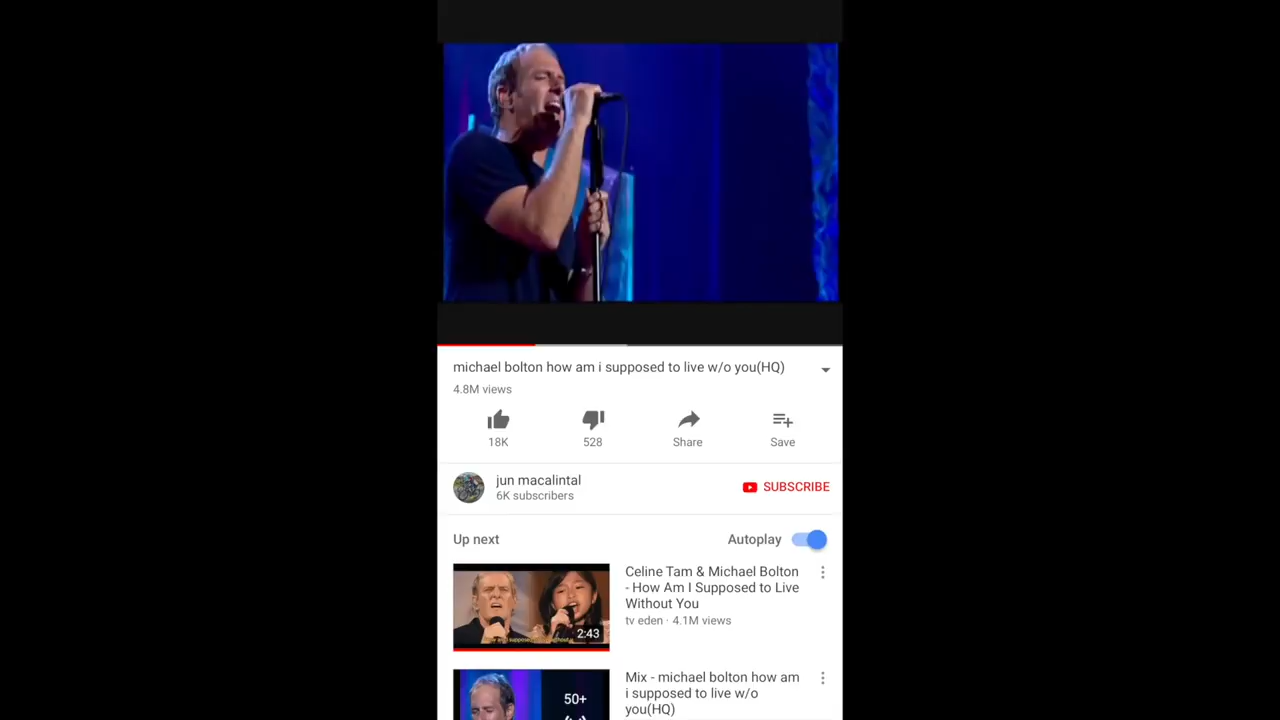 michael bolton how am i supposed to live w/o you(HQ)
4.8M views
18K
528
Share
Save
jun macalintal
6K subscribers
SUBSCRIBE
Up next
Autoplay
2:43
Celine Tam & Michael Bolton
- How Am I Supposed to Live
Without You
tv eden · 4.1M views
50+
Mix - michael bolton how am
i supposed to live w/o
you(HQ)